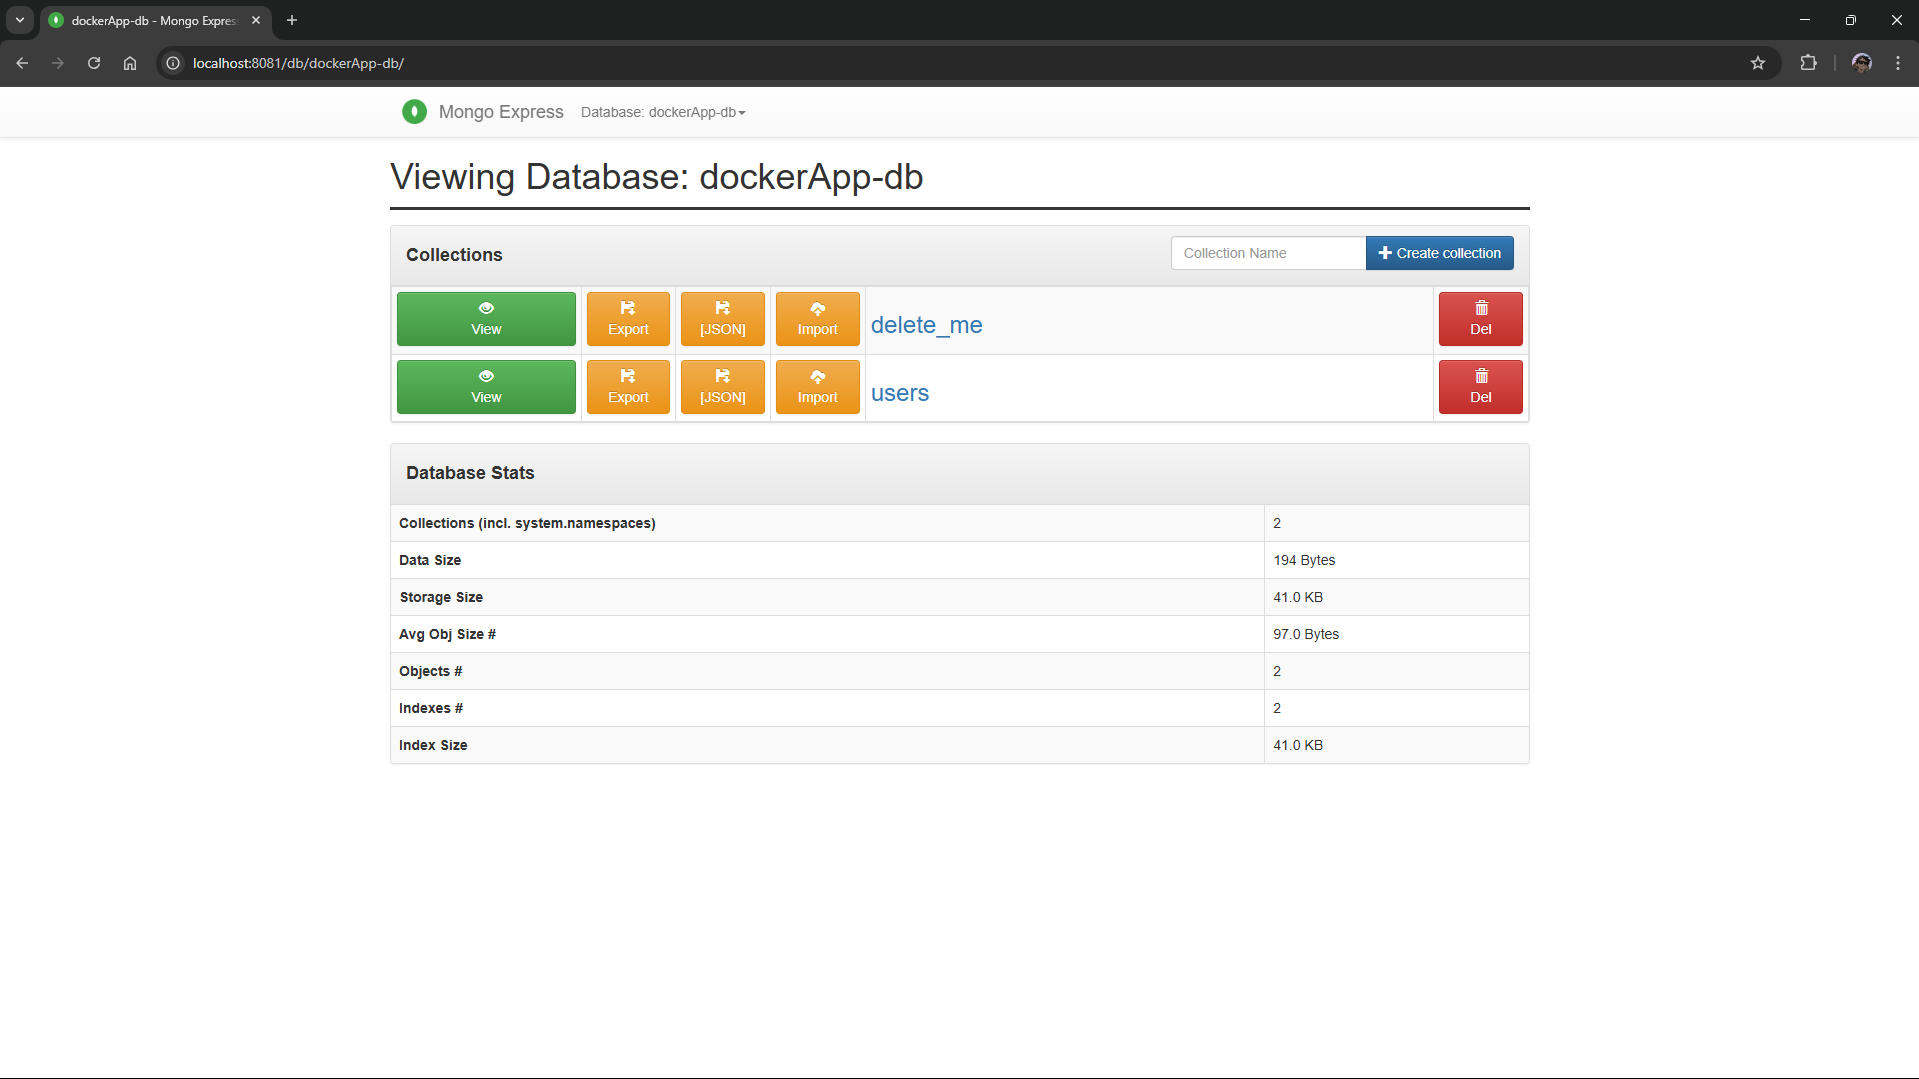 dockerApp-db - Mongo Expres
localhost:8081/db/dockerApp-db/
Mongo Express Database: dockerApp-db
Viewing Database: dockerApp-db
Collections Collection Name Create collection
View Export [JSON] Import delete_me Del
View Export [JSON] Import users Del
Database Stats
Collections (incl. system.namespaces) 2
Data Size 194 Bytes
Storage Size 41.0 KB
Avg Obj Size # 97.0 Bytes
Objects # 2
Indexes # 2
Index Size 41.0 KB